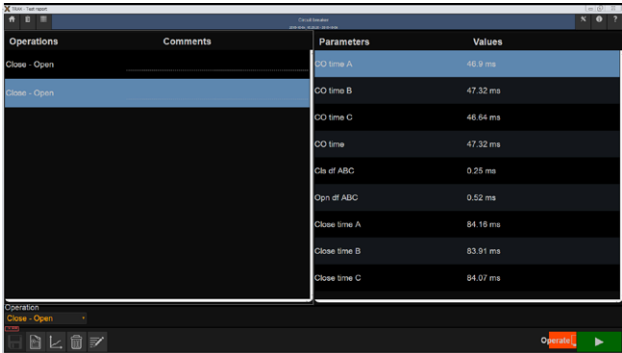 TRAX - Test report
Circuit breaker
Operations Comments
Close - Open
Close - Open
Parameters Values
CO time A 46.9 ms
CO time B 47.32 ms
CO time C 46.64 ms
CO time 47.32 ms
Cls df ABC 0.25 ms
Opn df ABC 0.52 ms
Close time A 84.16 ms
Close time B 83.91 ms
Close time C 84.07 ms
Operation
Close - Open
Operate